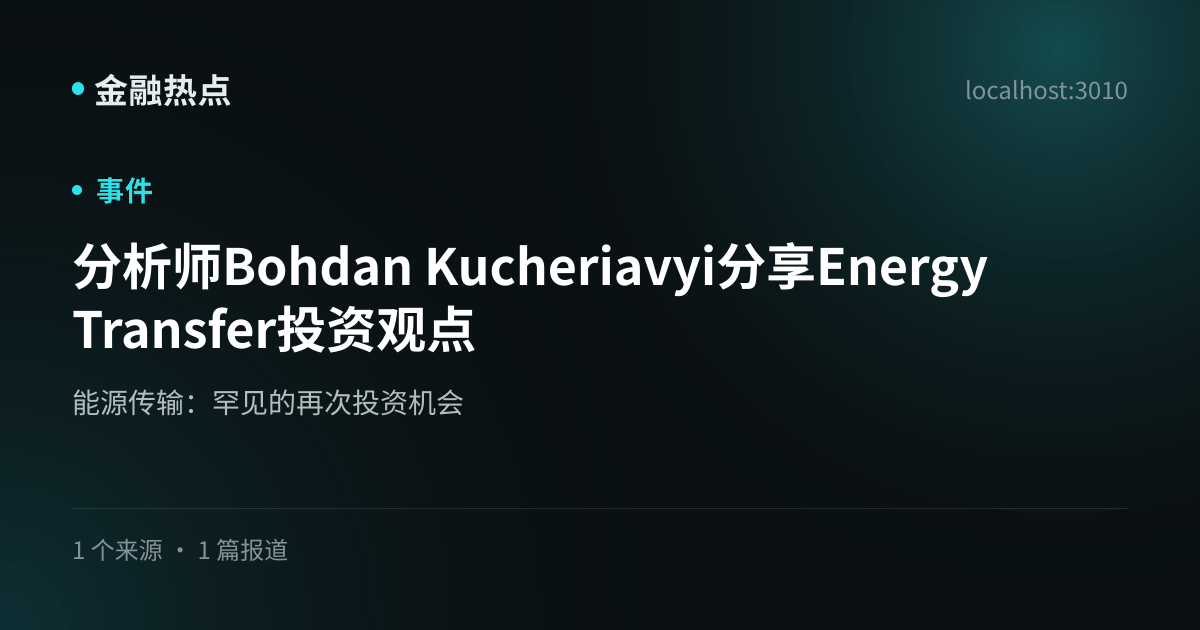 金融热点
localhost:3010
事件
分析师Bohdan Kucheriavyi分享Energy
Transfer投资观点
能源传输：罕见的再次投资机会
1 个来源 · 1 篇报道